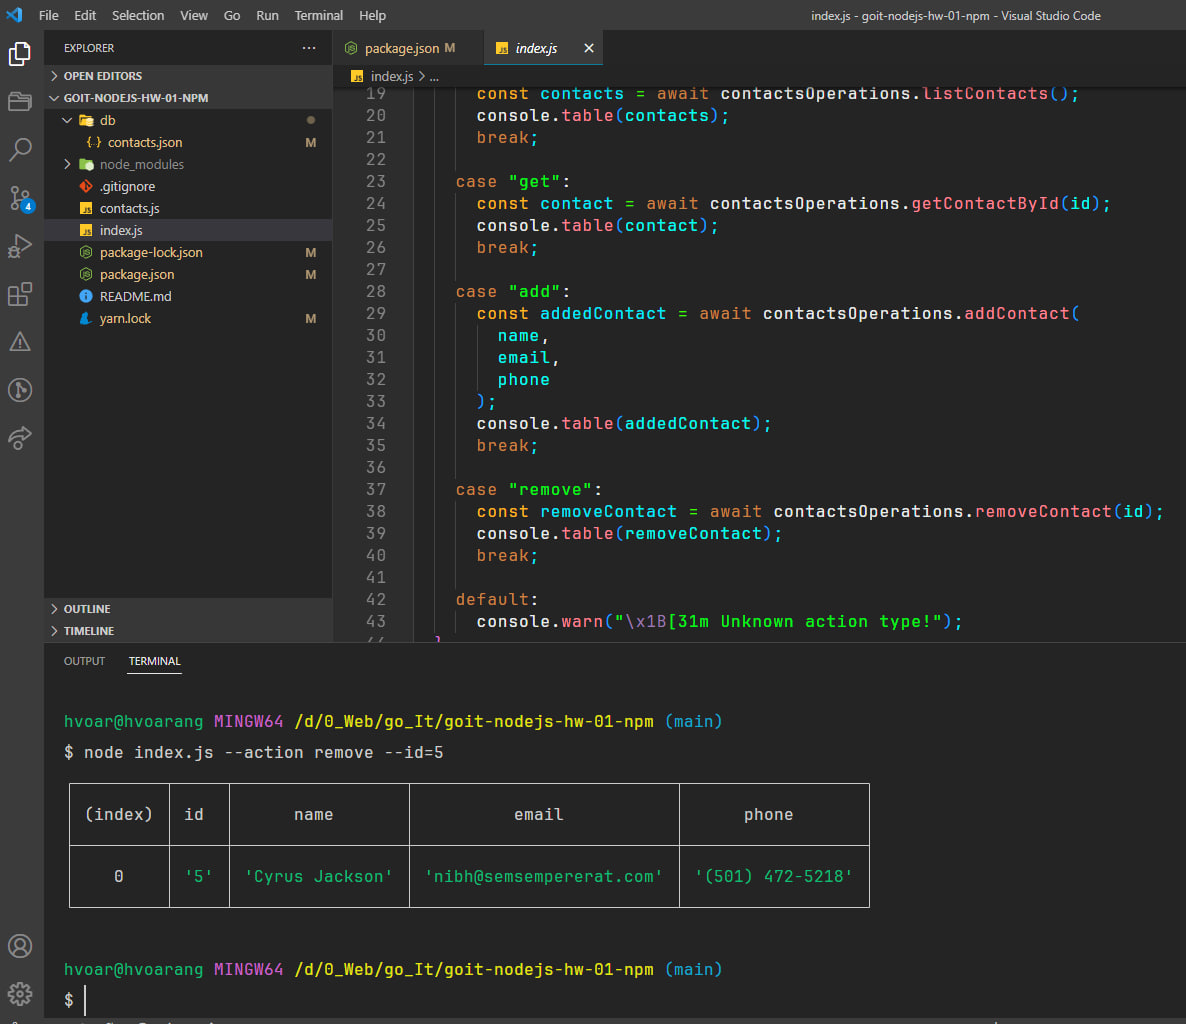 File Edit Selection View Go Run Terminal Help
index.js - goit-nodejs-hw-01-npm - Visual Studio Code
EXPLORER ...
OPEN EDITORS
GOIT-NODEJS-HW-01-NPM
db
contacts.json M
node_modules
.gitignore
contacts.js
index.js
package-lock.json M
package.json M
README.md
yarn.lock M
OUTLINE
TIMELINE
4
package.json M
index.js
index.js > ...
19 const contacts = await contactsOperations.listContacts();
20 console.table(contacts);
21 break;
22
23 case "get":
24 const contact = await contactsOperations.getContactById(id);
25 console.table(contact);
26 break;
27
28 case "add":
29 const addedContact = await contactsOperations.addContact(
30 name,
31 email,
32 phone
33 );
34 console.table(addedContact);
35 break;
36
37 case "remove":
38 const removeContact = await contactsOperations.removeContact(id);
39 console.table(removeContact);
40 break;
41
42 default:
43 console.warn("\x1B[31m Unknown action type!");
OUTPUT TERMINAL
hvoar@hvoarang MINGW64 /d/0_Web/go_It/goit-nodejs-hw-01-npm (main)
$ node index.js --action remove --id=5
(index) id name email phone
0 '5' 'Cyrus Jackson' 'nibh@semsempererat.com' '(501) 472-5218'
hvoar@hvoarang MINGW64 /d/0_Web/go_It/goit-nodejs-hw-01-npm (main)
$